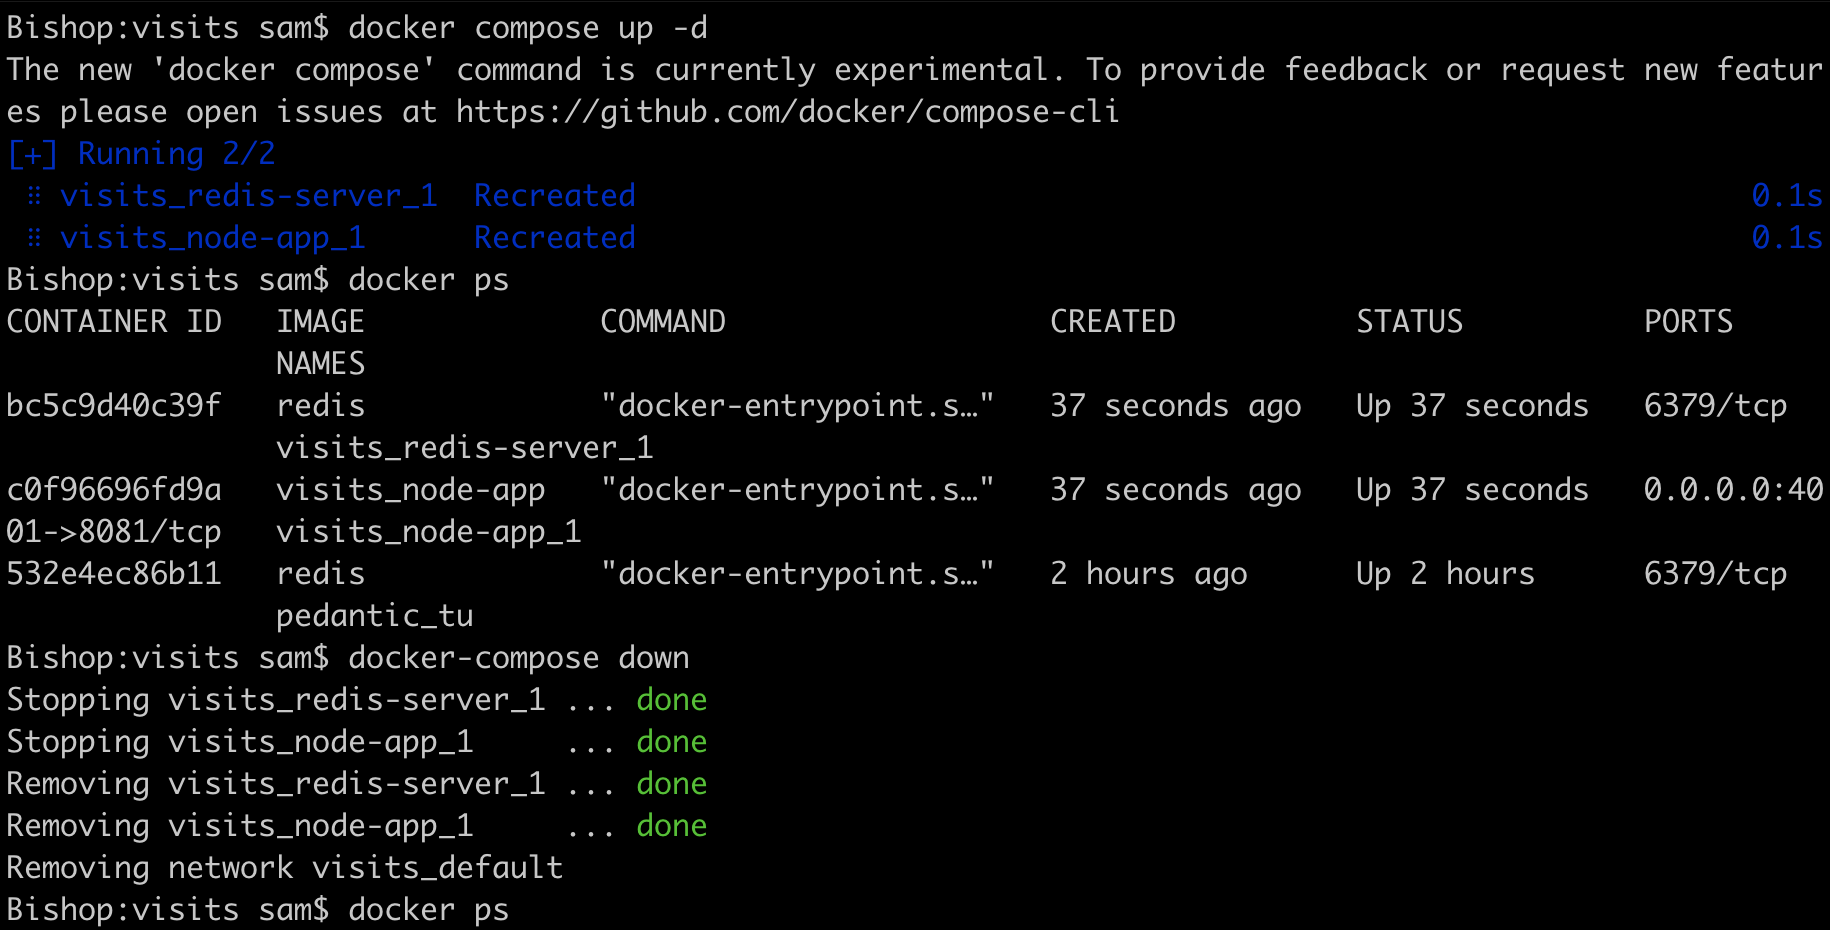 Bishop:visits sam$ docker compose up -d
The new 'docker compose' command is currently experimental. To provide feedback or request new featur
es please open issues at https://github.com/docker/compose-cli
[+] Running 2/2
 ⠿ visits_redis-server_1  Recreated                                                              0.1s
 ⠿ visits_node-app_1      Recreated                                                              0.1s
Bishop:visits sam$ docker ps
CONTAINER ID   IMAGE             COMMAND                  CREATED          STATUS          PORTS
               NAMES
bc5c9d40c39f   redis             "docker-entrypoint.s…"   37 seconds ago   Up 37 seconds   6379/tcp
               visits_redis-server_1
c0f96696fd9a   visits_node-app   "docker-entrypoint.s…"   37 seconds ago   Up 37 seconds   0.0.0.0:40
01->8081/tcp   visits_node-app_1
532e4ec86b11   redis             "docker-entrypoint.s…"   2 hours ago      Up 2 hours      6379/tcp
               pedantic_tu
Bishop:visits sam$ docker-compose down
Stopping visits_redis-server_1 ... done
Stopping visits_node-app_1     ... done
Removing visits_redis-server_1 ... done
Removing visits_node-app_1     ... done
Removing network visits_default
Bishop:visits sam$ docker ps